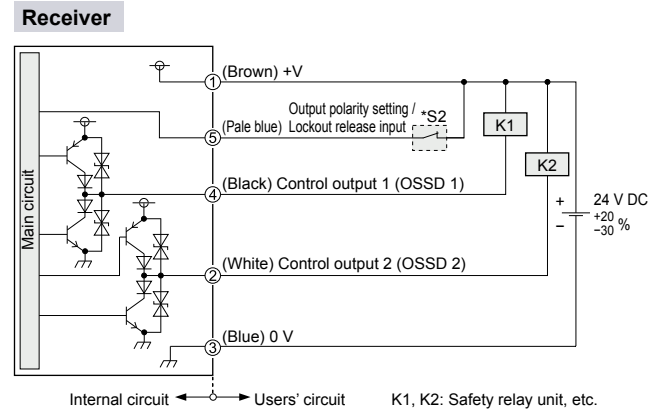 Receiver
Main circuit
1
(Brown) +V
Output polarity setting /
*S2
5
(Pale blue) Lockout release input
K1
K2
4
(Black) Control output 1 (OSSD 1)
+
24 V DC
+20
−30 %
−
2
(White) Control output 2 (OSSD 2)
3
(Blue) 0 V
Internal circuit
Users' circuit
K1, K2: Safety relay unit, etc.